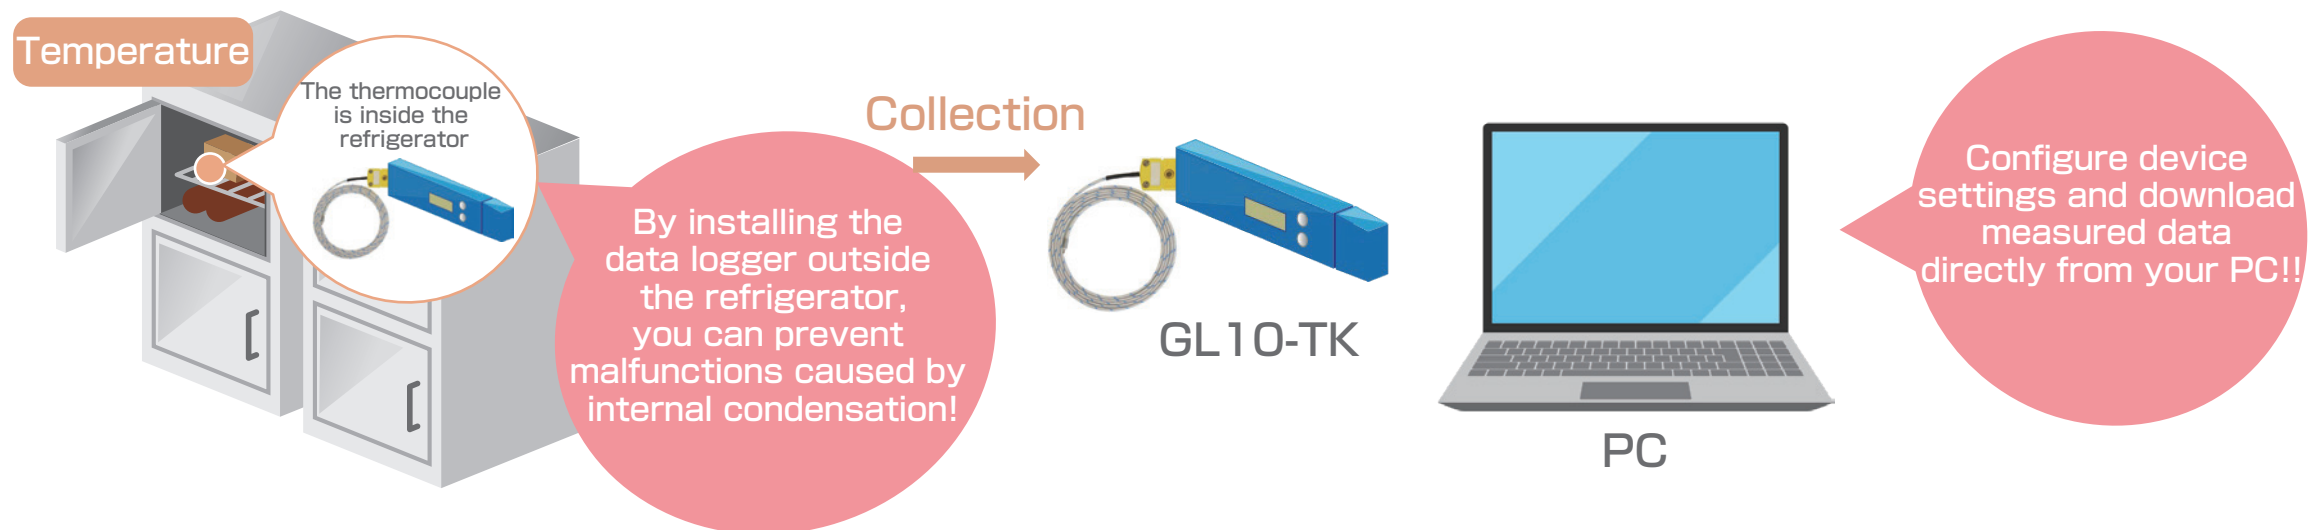 Temperature
The thermocouple
is inside the
refrigerator
By installing the
data logger outside
the refrigerator,
you can prevent
malfunctions caused by
internal condensation!
Collection
GL10-TK
PC
Configure device
settings and download
measured data
directly from your PC!!